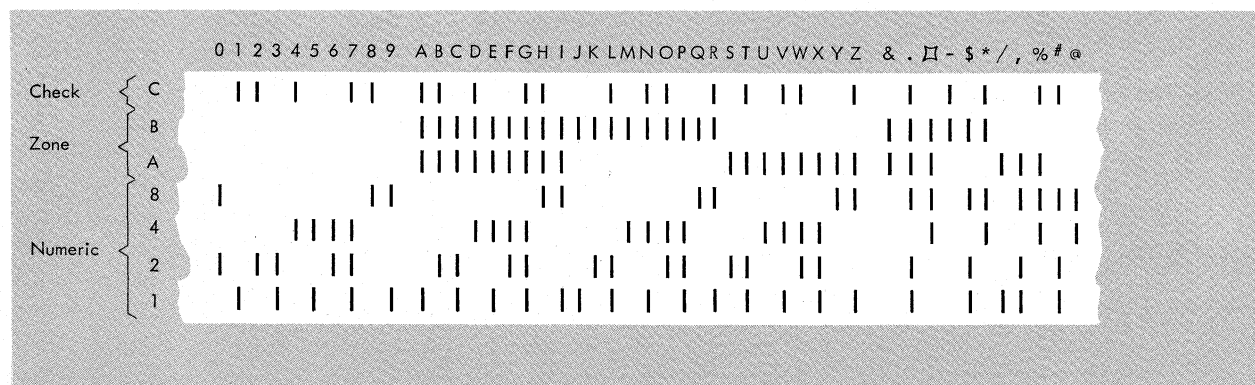 0 1 2 3 4 5 6 7 8 9 A B C D E F G H I J K L M N O P Q R S T U V W X Y Z & . ⌑ - $ * / , % # @
Check C
B
Zone
A
8
4
Numeric
2
1